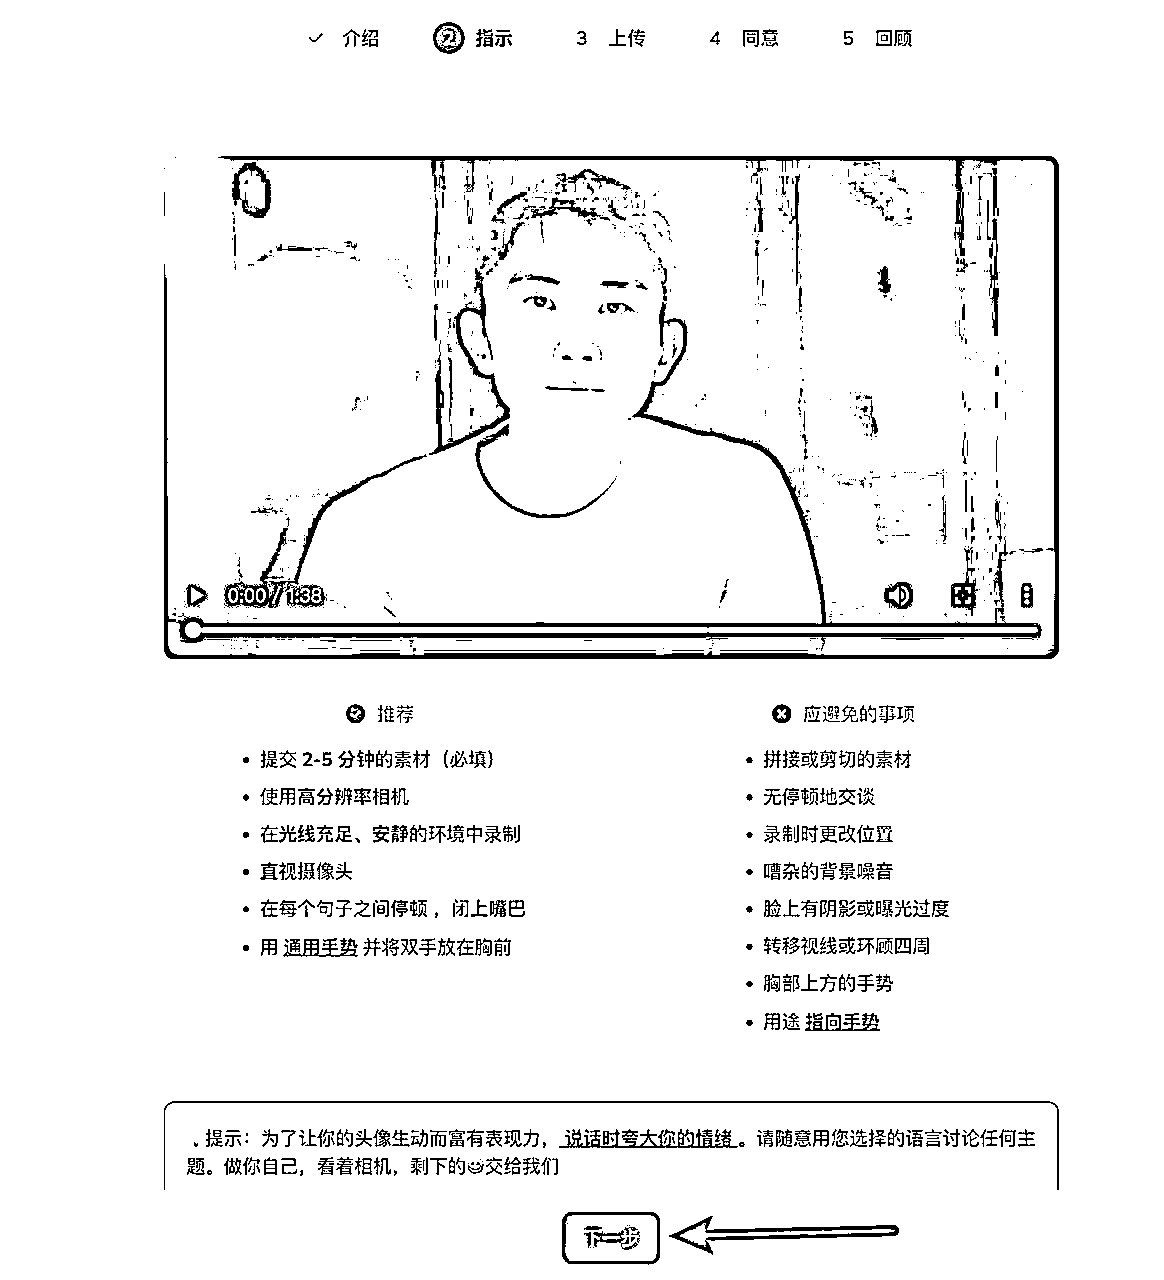 ✓ 介绍 2 指示 3 上传 4 同意 5 回顾
0:00 / 1:38
推荐
提交 2-5 分钟的素材（必填）
使用高分辨率相机
在光线充足、安静的环境中录制
直视摄像头
在每个句子之间停顿 ，闭上嘴巴
用 通用手势 并将双手放在胸前
应避免的事项
拼接或剪切的素材
无停顿地交谈
录制时更改位置
嘈杂的背景噪音
脸上有阴影或曝光过度
转移视线或环顾四周
胸部上方的手势
用途 指向手势
提示：为了让你的头像生动而富有表现力， 说话时夸大你的情绪 。请随意用您选择的语言讨论任何主
题。做你自己，看着相机，剩下的😉交给我们
下一步